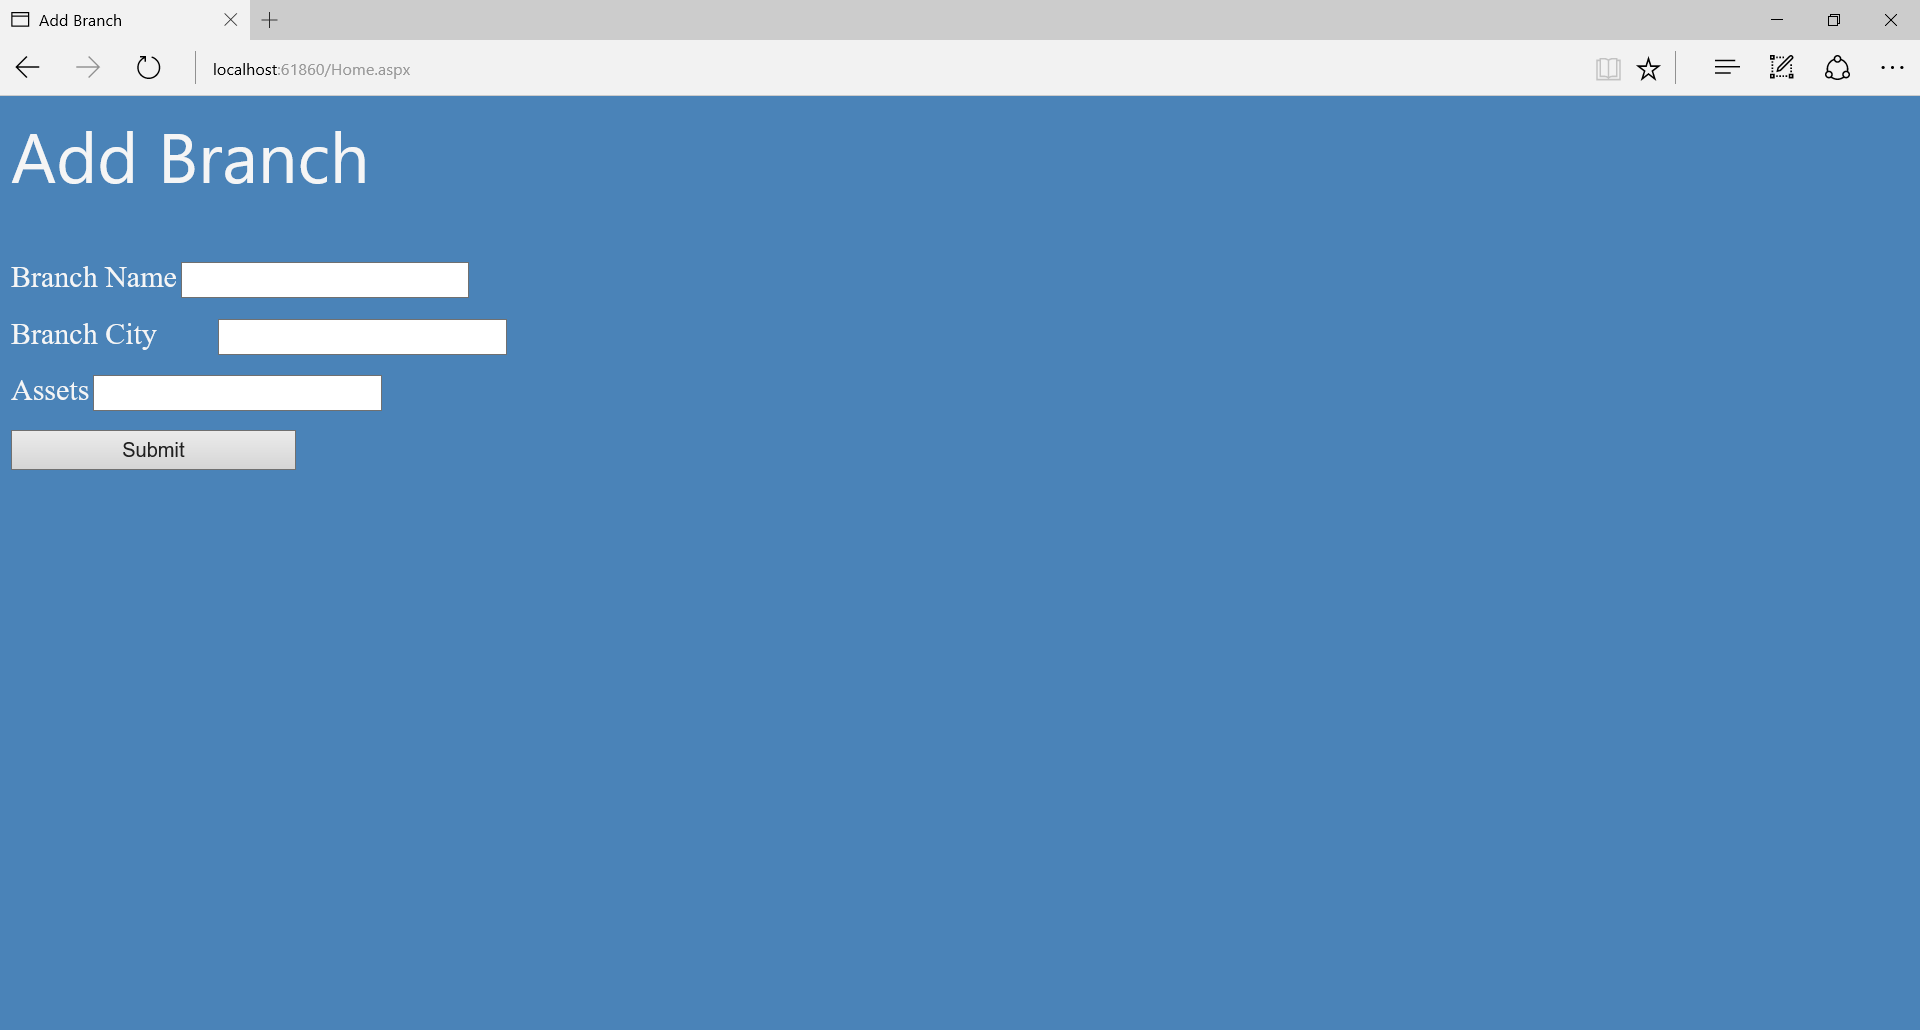 Add Branch
localhost:61860/Home.aspx
Add Branch
Branch Name
Branch City
Assets
Submit